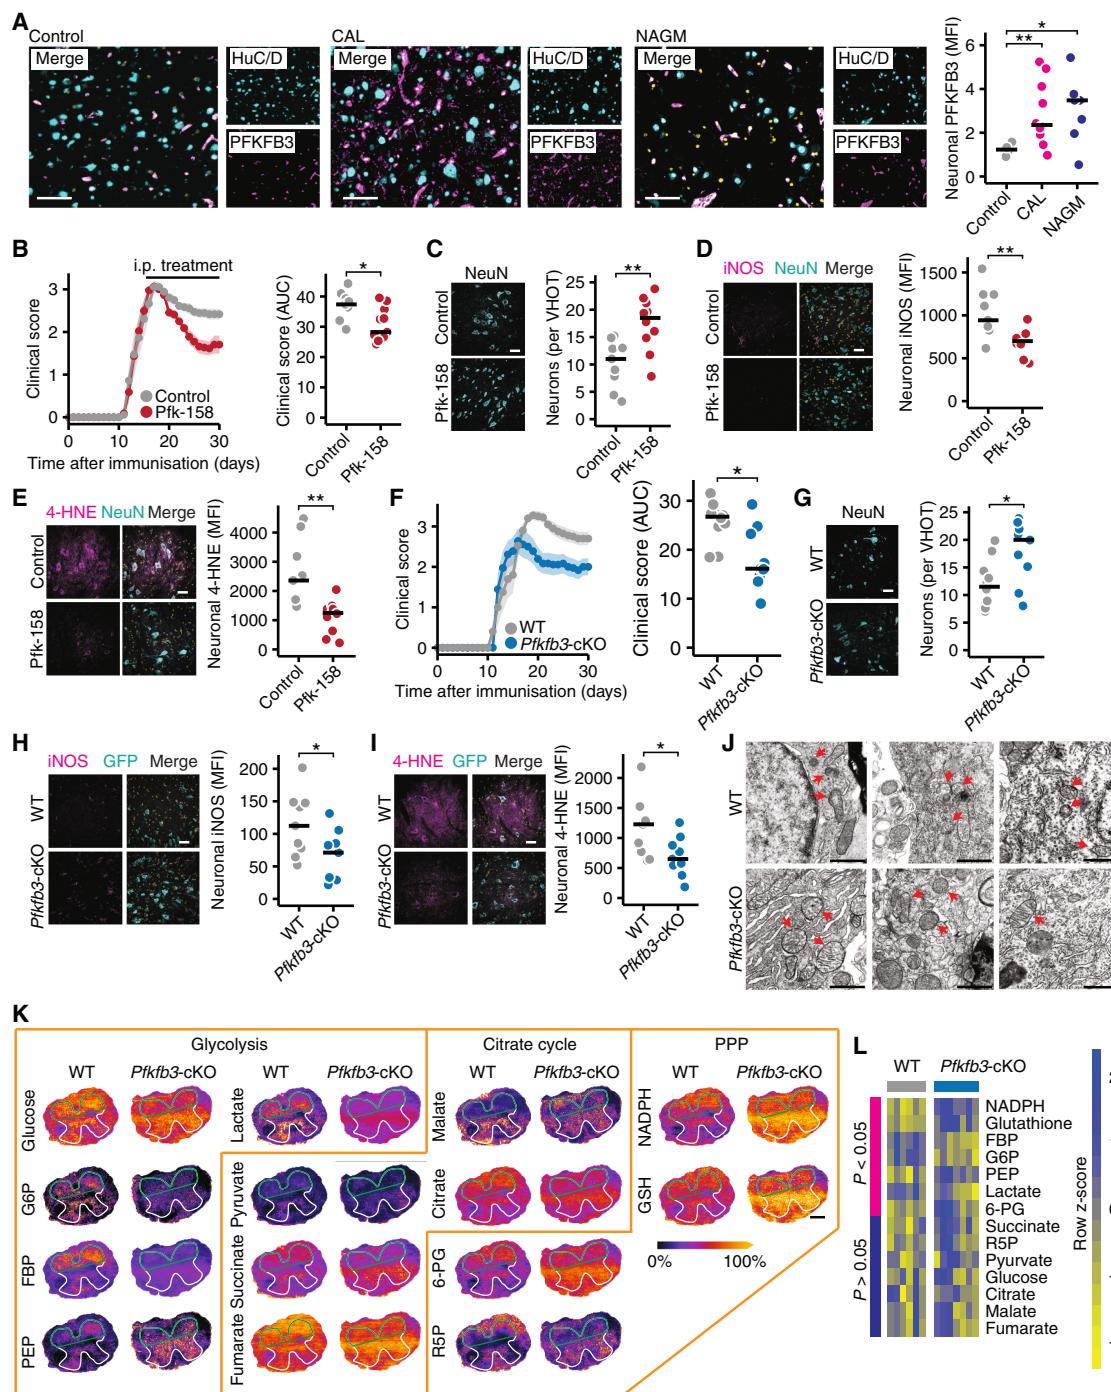 A
Control
Merge
HuC/D
PFKFB3
CAL
Merge
HuC/D
PFKFB3
NAGM
Merge
HuC/D
PFKFB3
Neuronal PFKFB3 (MFI)
6
4
2
0
**
*
Control
CAL
NAGM
B
i.p. treatment
Clinical score
3
2
1
0
Control
Pfk-158
0
10
20
30
Time after immunisation (days)
Clinical score (AUC)
40
30
20
10
0
*
Control
Pfk-158
C
NeuN
Control
Pfk-158
Neurons (per VHOT)
25
20
15
10
5
0
**
Control
Pfk-158
D
iNOS NeuN Merge
Control
Pfk-158
Neuronal iNOS (MFI)
1500
1000
500
0
**
Control
Pfk-158
E
4-HNE NeuN Merge
Control
Pfk-158
Neuronal 4-HNE (MFI)
4000
3000
2000
1000
0
**
Control
Pfk-158
F
Clinical score
3
2
1
0
WT
Pfkfb3-cKO
0
10
20
30
Time after immunisation (days)
Clinical score (AUC)
30
20
10
0
*
WT
Pfkfb3-cKO
G
NeuN
WT
Pfkfb3-cKO
Neurons (per VHOT)
25
20
15
10
5
0
*
WT
Pfkfb3-cKO
H
iNOS GFP Merge
WT
Pfkfb3-cKO
Neuronal iNOS (MFI)
200
150
100
50
0
*
WT
Pfkfb3-cKO
I
4-HNE GFP Merge
WT
Pfkfb3-cKO
Neuronal 4-HNE (MFI)
2000
1500
1000
500
0
*
WT
Pfkfb3-cKO
J
WT
Pfkfb3-cKO
K
Glycolysis
Citrate cycle
PPP
WT
Pfkfb3-cKO
WT
Pfkfb3-cKO
WT
Pfkfb3-cKO
Glucose
Lactate
Malate
NADPH
G6P
Pyruvate
Citrate
GSH
FBP
Succinate
6-PG
0%
100%
PEP
Fumarate
R5P
L
WT
Pfkfb3-cKO
P < 0.05
P > 0.05
NADPH
Glutathione
FBP
G6P
PEP
Lactate
6-PG
Succinate
R5P
Pyurvate
Glucose
Citrate
Malate
Fumarate
Row z-score